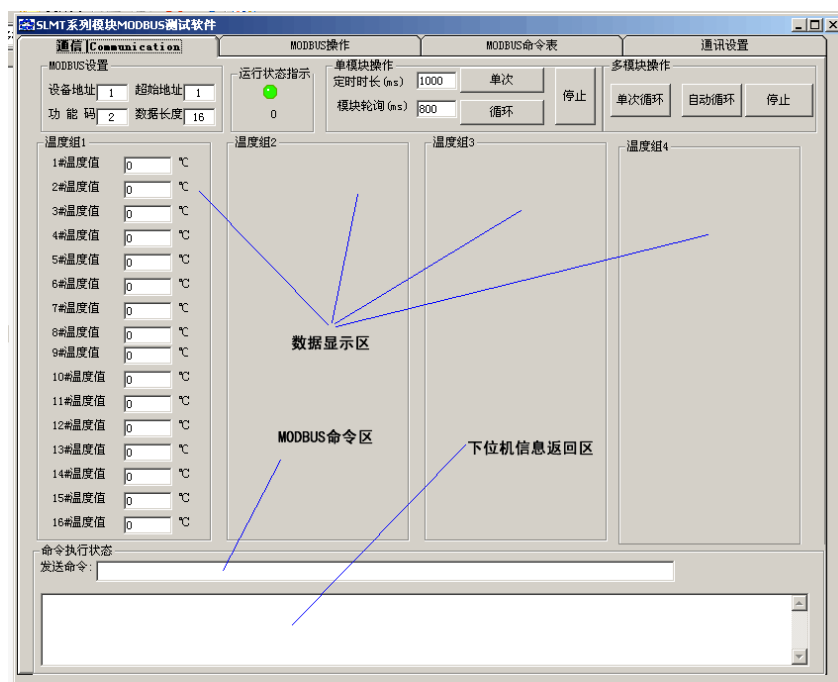 SLMT系列模块MODBUS测试软件
通信|Communication
MODBUS操作
MODBUS命令表
通讯设置
MODBUS设置
设备地址 1 超始地址 1
功 能 码 2 数据长度 16
运行状态指示
0
单模块操作
定时时长(ms) 1000 单次
模块轮询(ms) 800 循环
停止
多模块操作
单次循环 自动循环 停止
温度组1
1#温度值 0 ℃
2#温度值 0 ℃
3#温度值 0 ℃
4#温度值 0 ℃
5#温度值 0 ℃
6#温度值 0 ℃
7#温度值 0 ℃
8#温度值 0 ℃
9#温度值 0 ℃
10#温度值 0 ℃
11#温度值 0 ℃
12#温度值 0 ℃
13#温度值 0 ℃
14#温度值 0 ℃
15#温度值 0 ℃
16#温度值 0 ℃
温度组2
温度组3
温度组4
数据显示区
MODBUS命令区
下位机信息返回区
命令执行状态
发送命令: